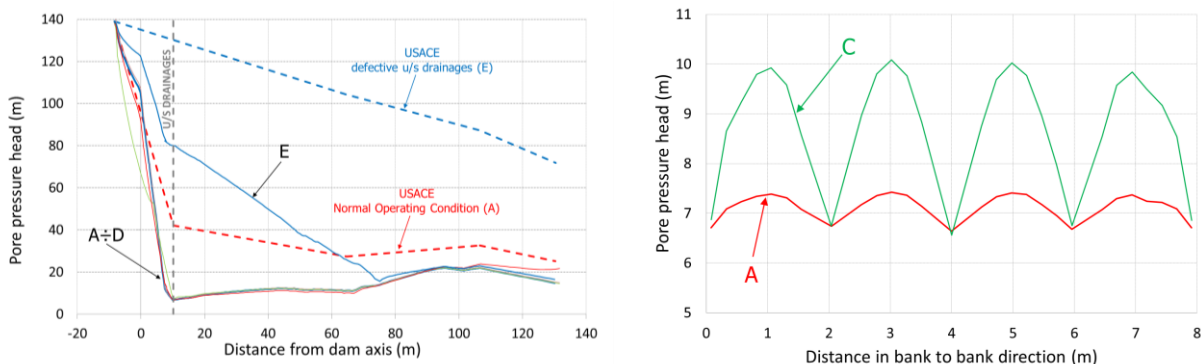 140
120
100
80
60
40
20
0
Pore pressure head (m)
-20 0 20 40 60 80 100 120 140
Distance from dam axis (m)
U/S DRAINAGES
USACE
defective u/s drainages (E)
E
USACE
Normal Operating Condition (A)
A÷D
11
10
9
8
7
6
5
Pore pressure head (m)
0 1 2 3 4 5 6 7 8
Distance in bank to bank direction (m)
C
A